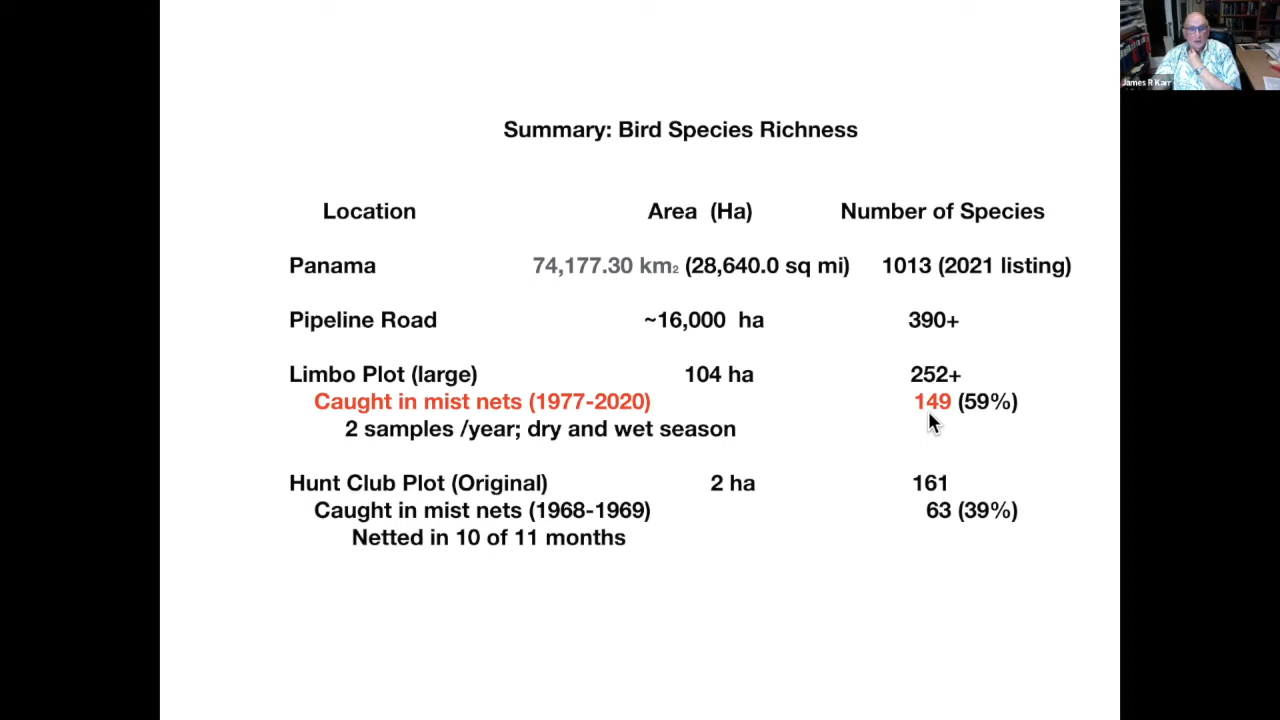 James R Karr
Summary: Bird Species Richness
Location Area (Ha) Number of Species
Panama 74,177.30 km₂ (28,640.0 sq mi) 1013 (2021 listing)
Pipeline Road ~16,000 ha 390+
Limbo Plot (large) 104 ha 252+
Caught in mist nets (1977-2020) 149 (59%)
2 samples /year; dry and wet season
Hunt Club Plot (Original) 2 ha 161
Caught in mist nets (1968-1969) 63 (39%)
Netted in 10 of 11 months